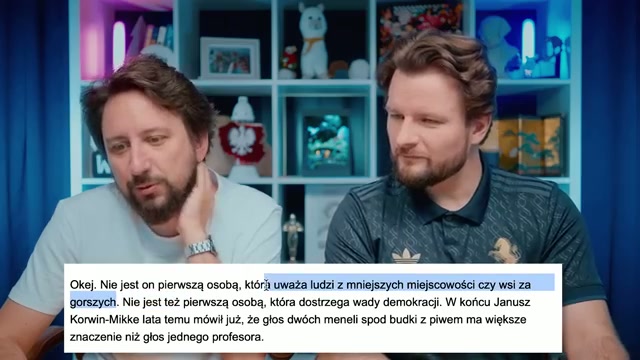 Okej. Nie jest on pierwszą osobą, która uważa ludzi z mniejszych miejscowości czy wsi za
gorszych. Nie jest też pierwszą osobą, która dostrzega wady demokracji. W końcu Janusz
Korwin-Mikke lata temu mówił już, że głos dwóch meneli spod budki z piwem ma większe
znaczenie niż głos jednego profesora.